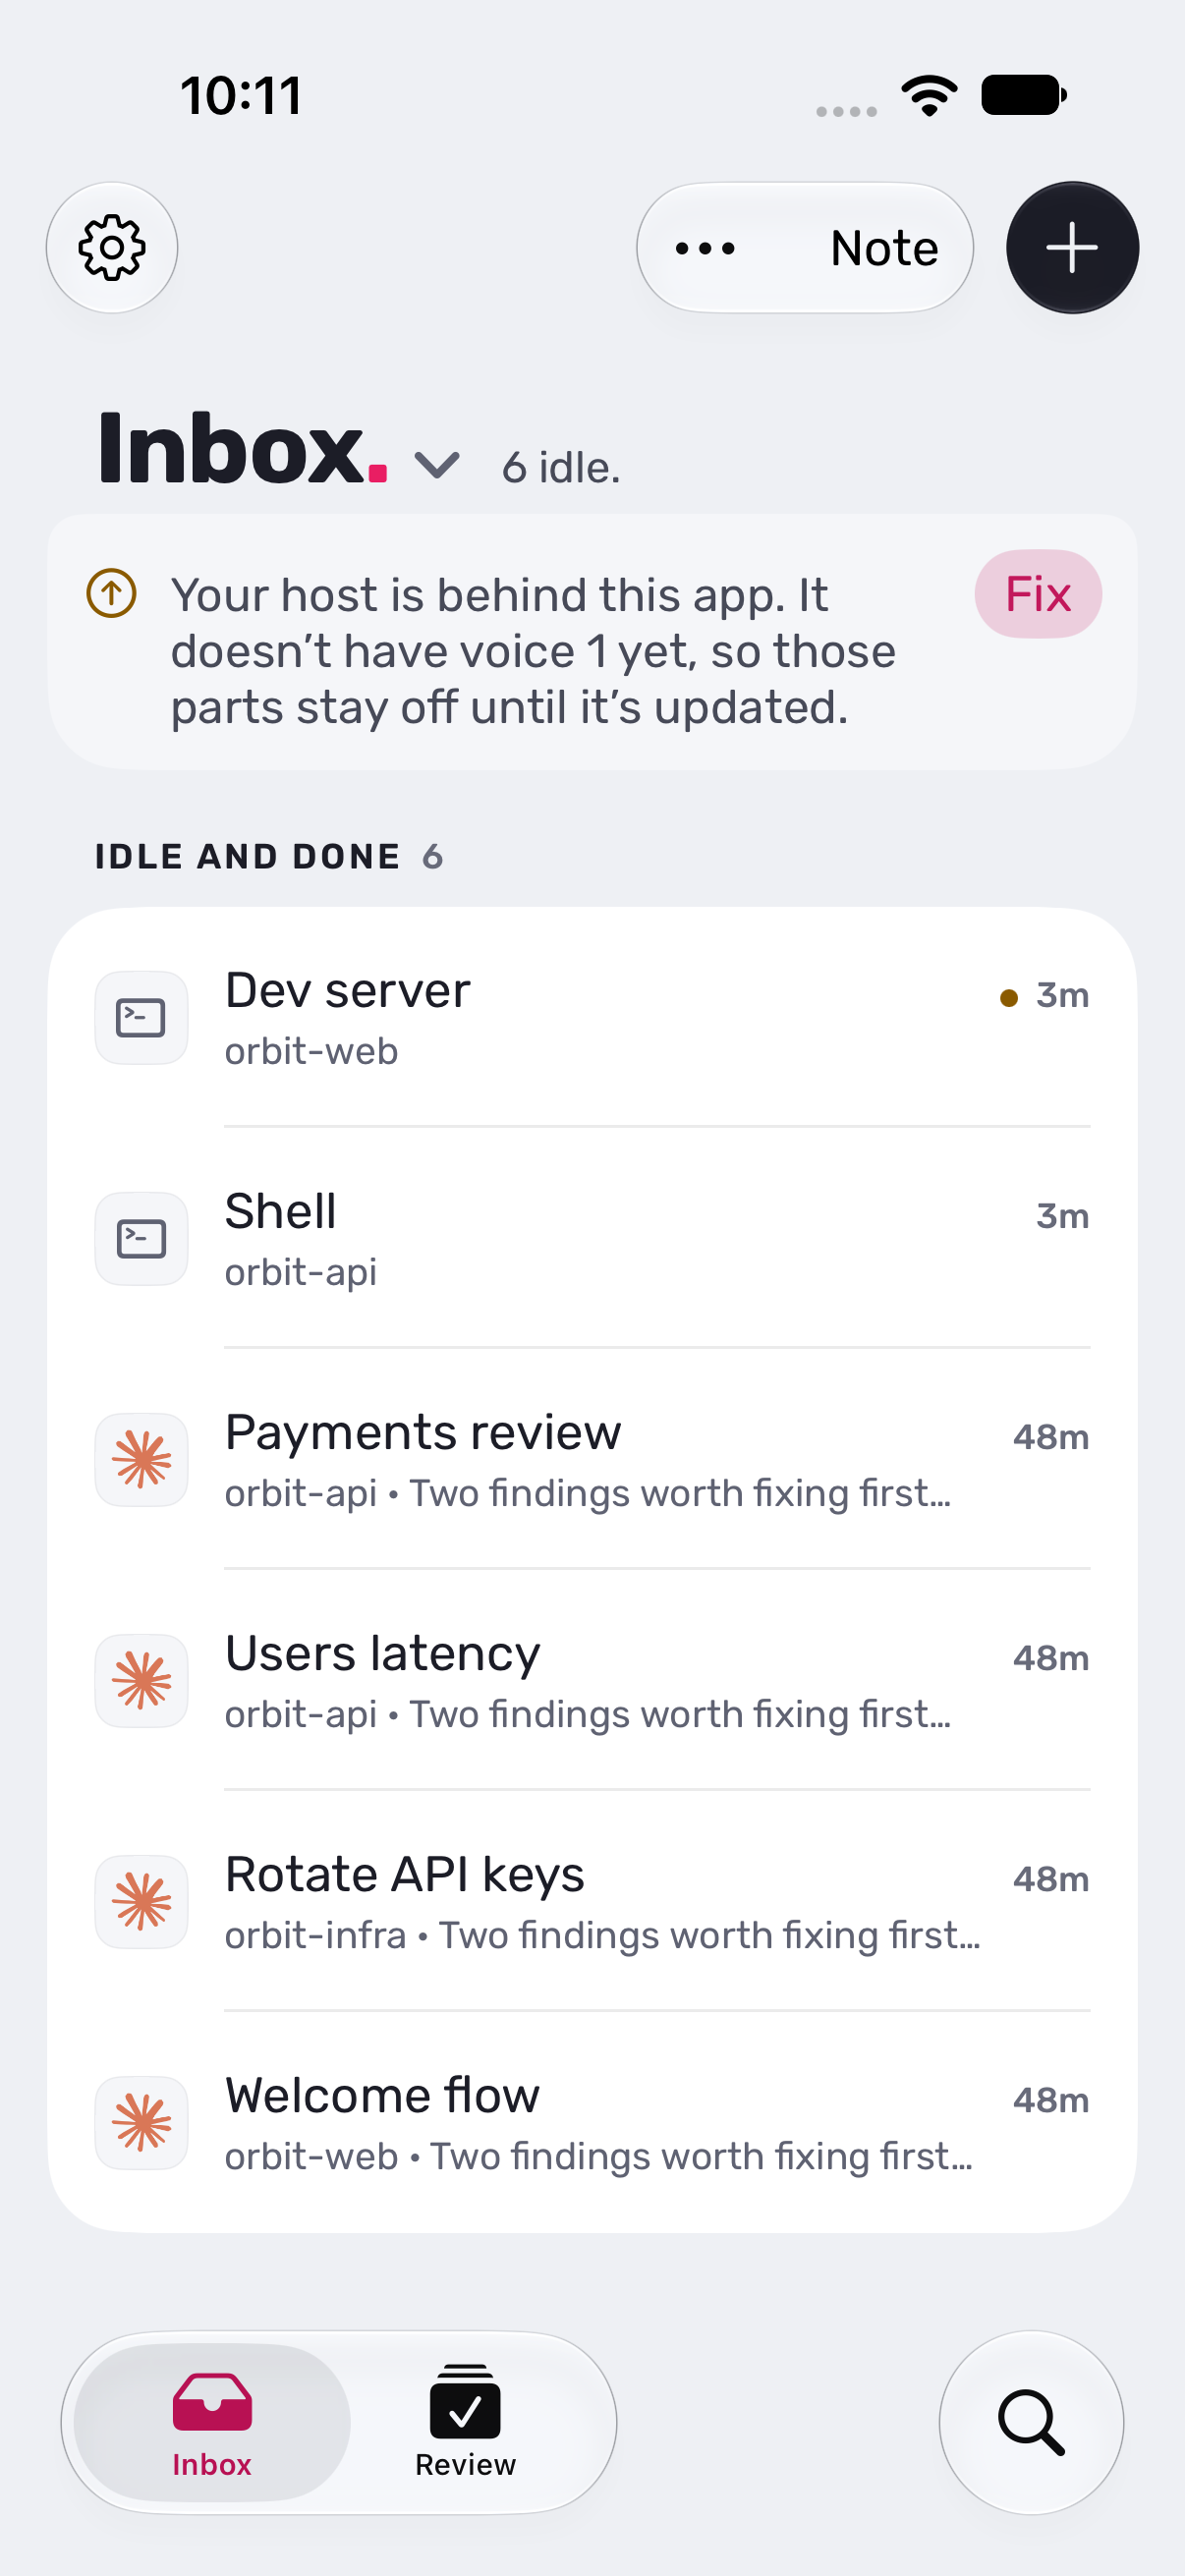 10:11
Note
Inbox.
6 idle.
Your host is behind this app. It
doesn’t have voice 1 yet, so those
parts stay off until it’s updated.
Fix
IDLE AND DONE 6
Dev server
3m
orbit-web
Shell
3m
orbit-api
Payments review
48m
orbit-api • Two findings worth fixing first…
Users latency
48m
orbit-api • Two findings worth fixing first…
Rotate API keys
48m
orbit-infra • Two findings worth fixing first…
Welcome flow
48m
orbit-web • Two findings worth fixing first…
Inbox
Review